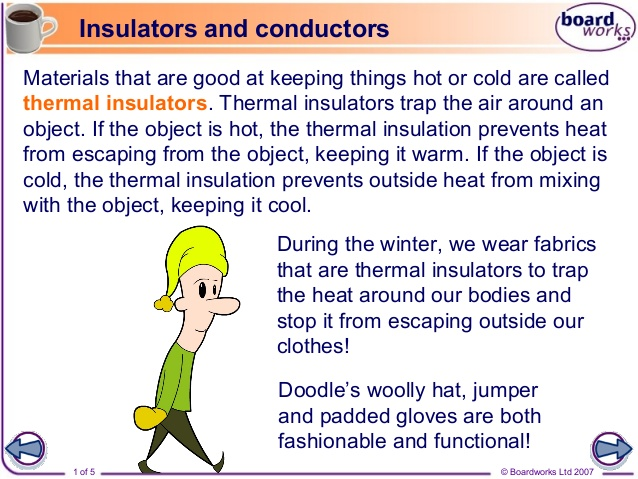 Insulators and conductors
board
works
Materials that are good at keeping things hot or cold are called
thermal insulators. Thermal insulators trap the air around an
object. If the object is hot, the thermal insulation prevents heat
from escaping from the object, keeping it warm. If the object is
cold, the thermal insulation prevents outside heat from mixing
with the object, keeping it cool.
During the winter, we wear fabrics
that are thermal insulators to trap
the heat around our bodies and
stop it from escaping outside our
clothes!
Doodle’s woolly hat, jumper
and padded gloves are both
fashionable and functional!
1 of 5
© Boardworks Ltd 2007